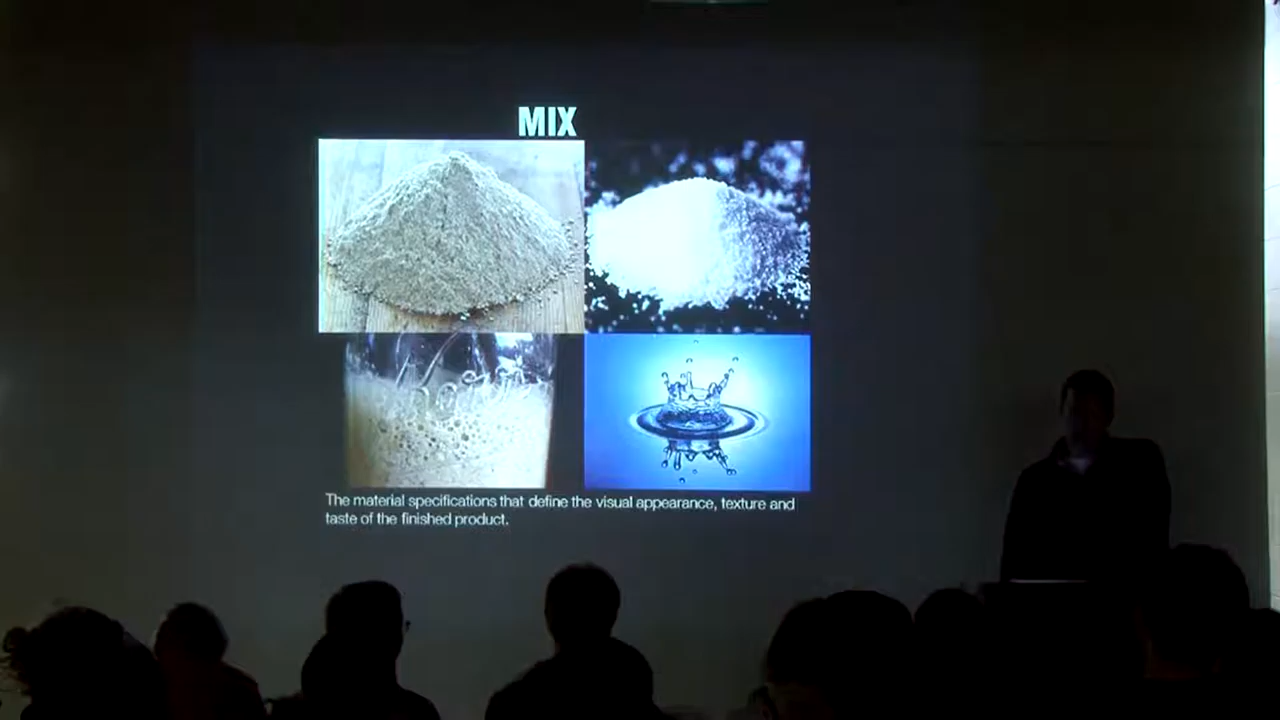 MIX
The material specifications that define the visual appearance, texture and
taste of the finished product.